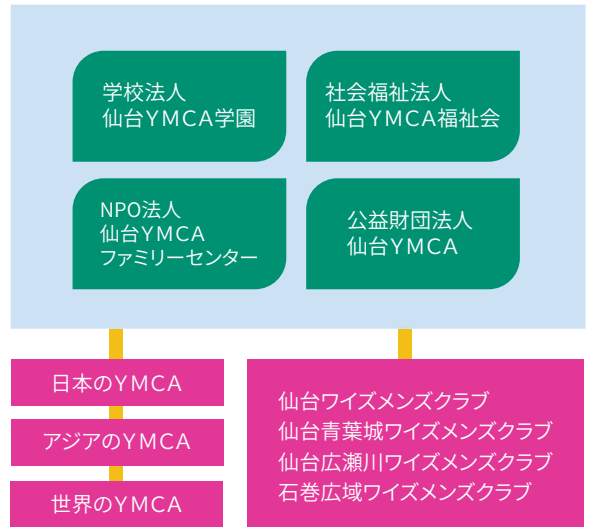 学校法人
仙台YMCA学園
社会福祉法人
仙台YMCA福祉会
NPO法人
仙台YMCA
ファミリーセンター
公益財団法人
仙台YMCA
日本のYMCA
アジアのYMCA
世界のYMCA
仙台ワイズメンズクラブ
仙台青葉城ワイズメンズクラブ
仙台広瀬川ワイズメンズクラブ
石巻広域ワイズメンズクラブ